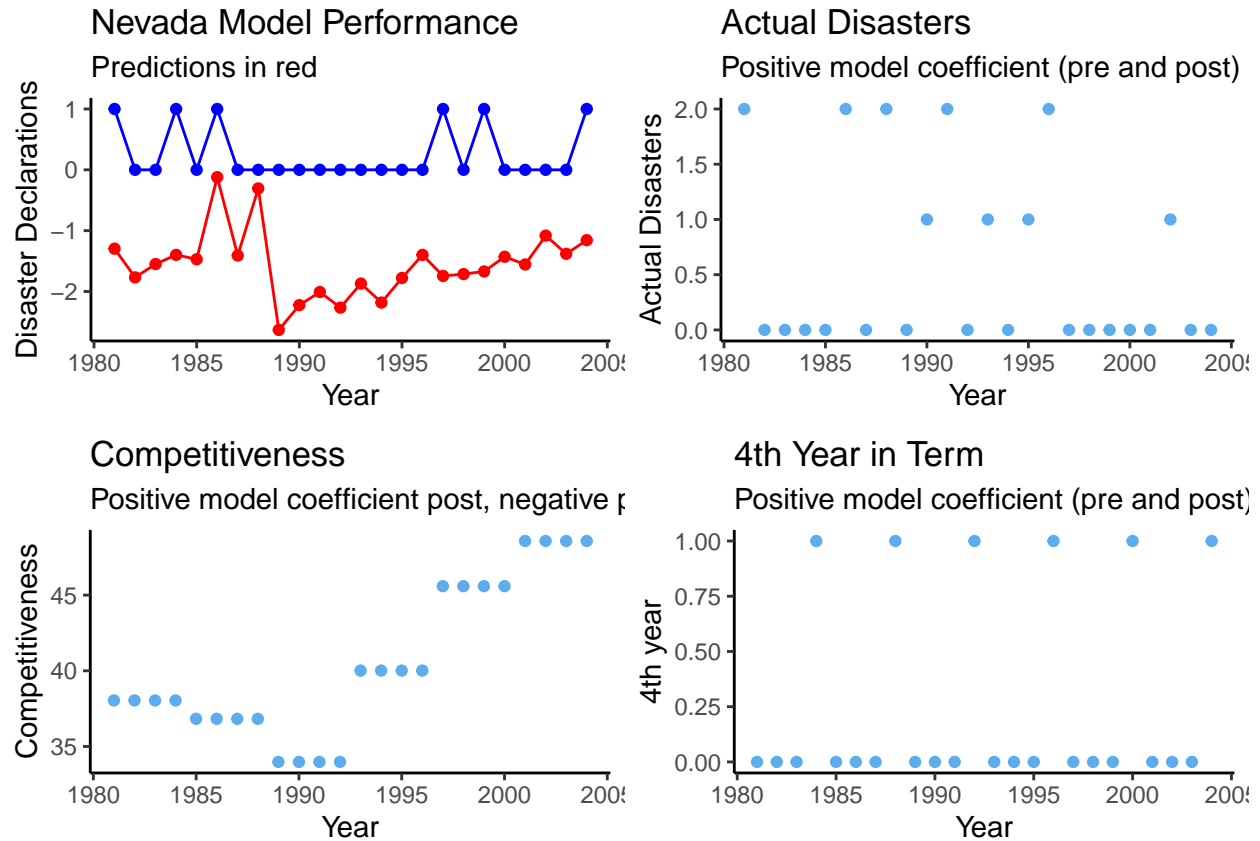 Nevada Model Performance
Predictions in red
Disaster Declarations
1
0
−1
−2
1980 1985 1990 1995 2000 2005
Year
Actual Disasters
Positive model coefficient (pre and post)
Actual Disasters
2.0
1.5
1.0
0.5
0.0
1980 1985 1990 1995 2000 2005
Year
Competitiveness
Positive model coefficient post, negative p
Competitiveness
45
40
35
1980 1985 1990 1995 2000 2005
Year
4th Year in Term
Positive model coefficient (pre and post)
4th year
1.00
0.75
0.50
0.25
0.00
1980 1985 1990 1995 2000 2005
Year